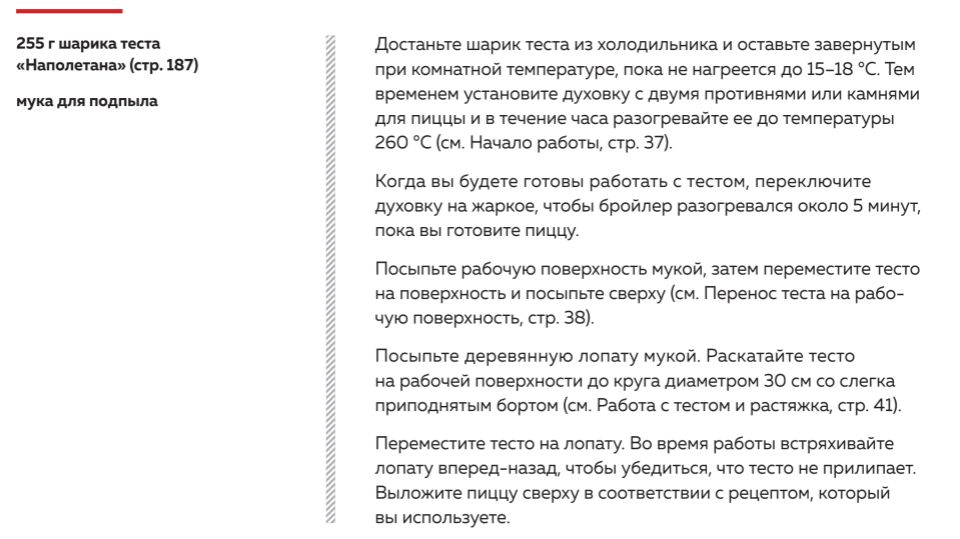 255 г шарика теста
«Наполетана» (стр. 187)
мука для подпыла
Достаньте шарик теста из холодильника и оставьте завернутым
при комнатной температуре, пока не нагреется до 15–18 °C. Тем
временем установите духовку с двумя противнями или камнями
для пиццы и в течение часа разогревайте ее до температуры
260 °C (см. Начало работы, стр. 37).
Когда вы будете готовы работать с тестом, переключите
духовку на жаркое, чтобы бройлер разогревался около 5 минут,
пока вы готовите пиццу.
Посыпьте рабочую поверхность мукой, затем переместите тесто
на поверхность и посыпьте сверху (см. Перенос теста на рабо-
чую поверхность, стр. 38).
Посыпьте деревянную лопату мукой. Раскатайте тесто
на рабочей поверхности до круга диаметром 30 см со слегка
приподнятым бортом (см. Работа с тестом и растяжка, стр. 41).
Переместите тесто на лопату. Во время работы встряхивайте
лопату вперед-назад, чтобы убедиться, что тесто не прилипает.
Выложите пиццу сверху в соответствии с рецептом, который
вы используете.